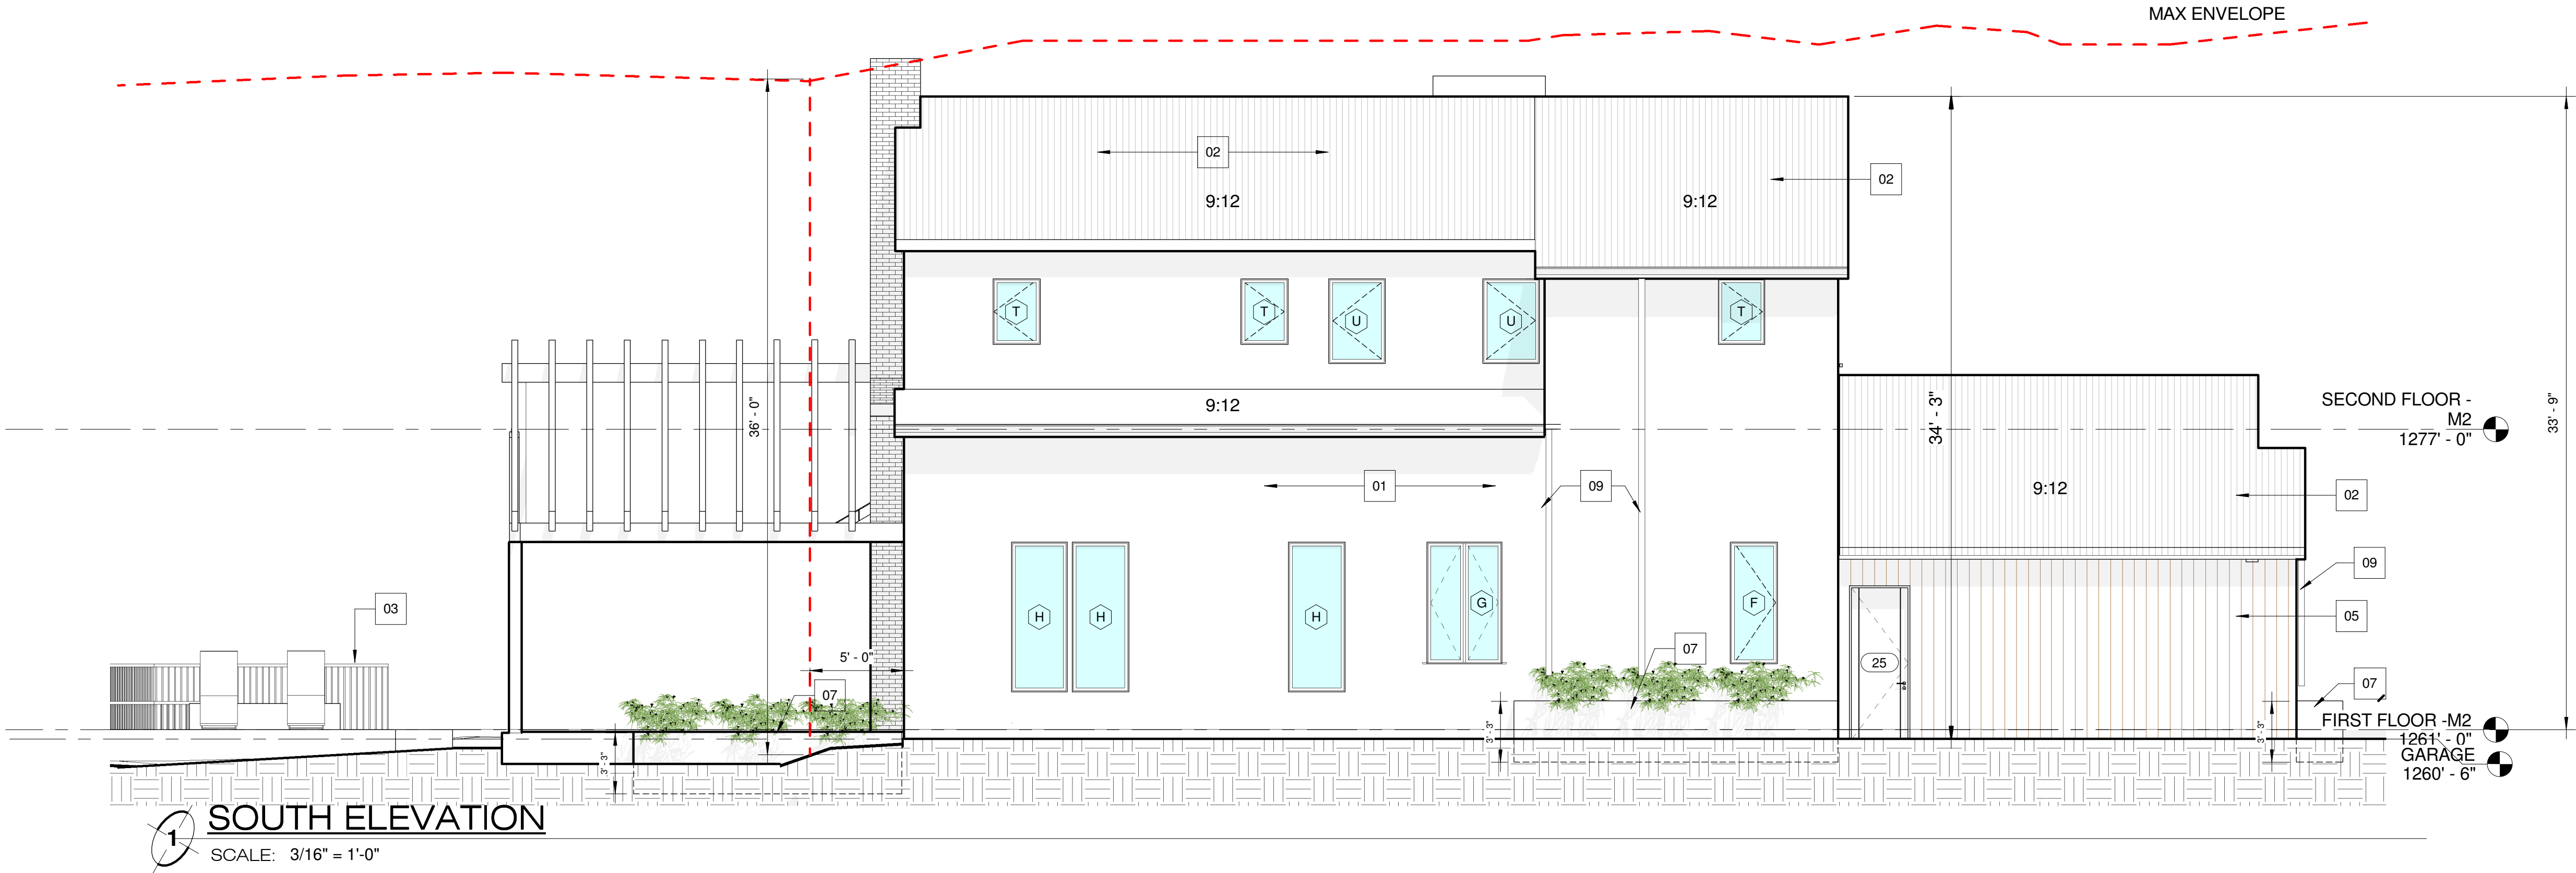 MAX ENVELOPE
02
02
9:12
9:12
T
T
U
U
T
36' - 0"
9:12
34' - 3"
SECOND FLOOR -
M2
1277' - 0"
33' - 9"
01
09
9:12
02
09
03
H
H
H
G
F
05
5' - 0"
07
07
25
07
3' - 3"
3' - 3"
3' - 3"
FIRST FLOOR -M2
1261' - 0"
GARAGE
1260' - 6"
1
SOUTH ELEVATION
SCALE: 3/16" = 1'-0"